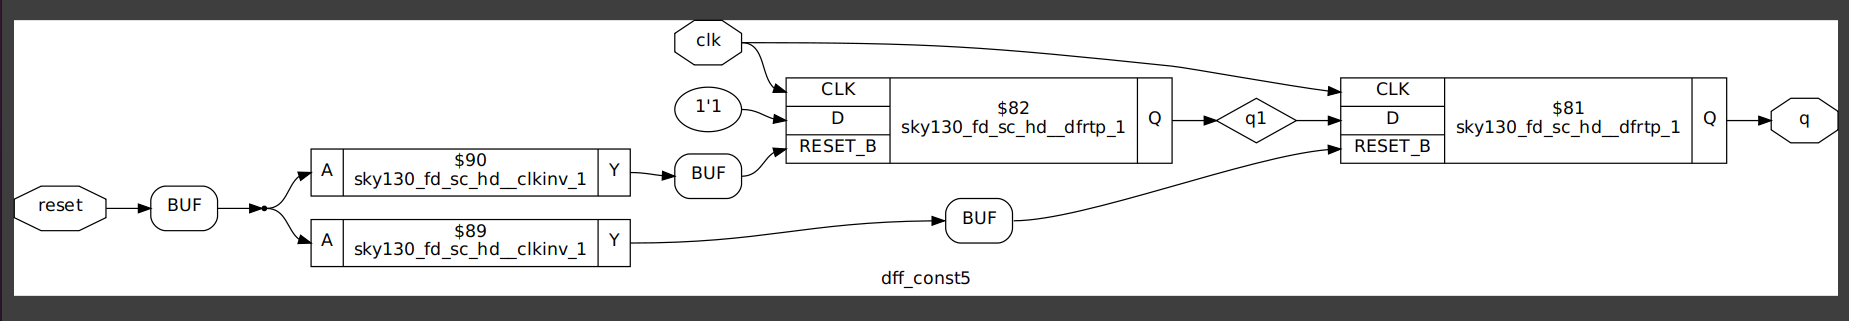 clk
1'1
CLK
D
RESET_B
$82
sky130_fd_sc_hd__dfrtp_1
Q
q1
CLK
D
RESET_B
$81
sky130_fd_sc_hd__dfrtp_1
Q
q
reset
BUF
A
$90
sky130_fd_sc_hd__clkinv_1
Y
BUF
A
$89
sky130_fd_sc_hd__clkinv_1
Y
BUF
dff_const5